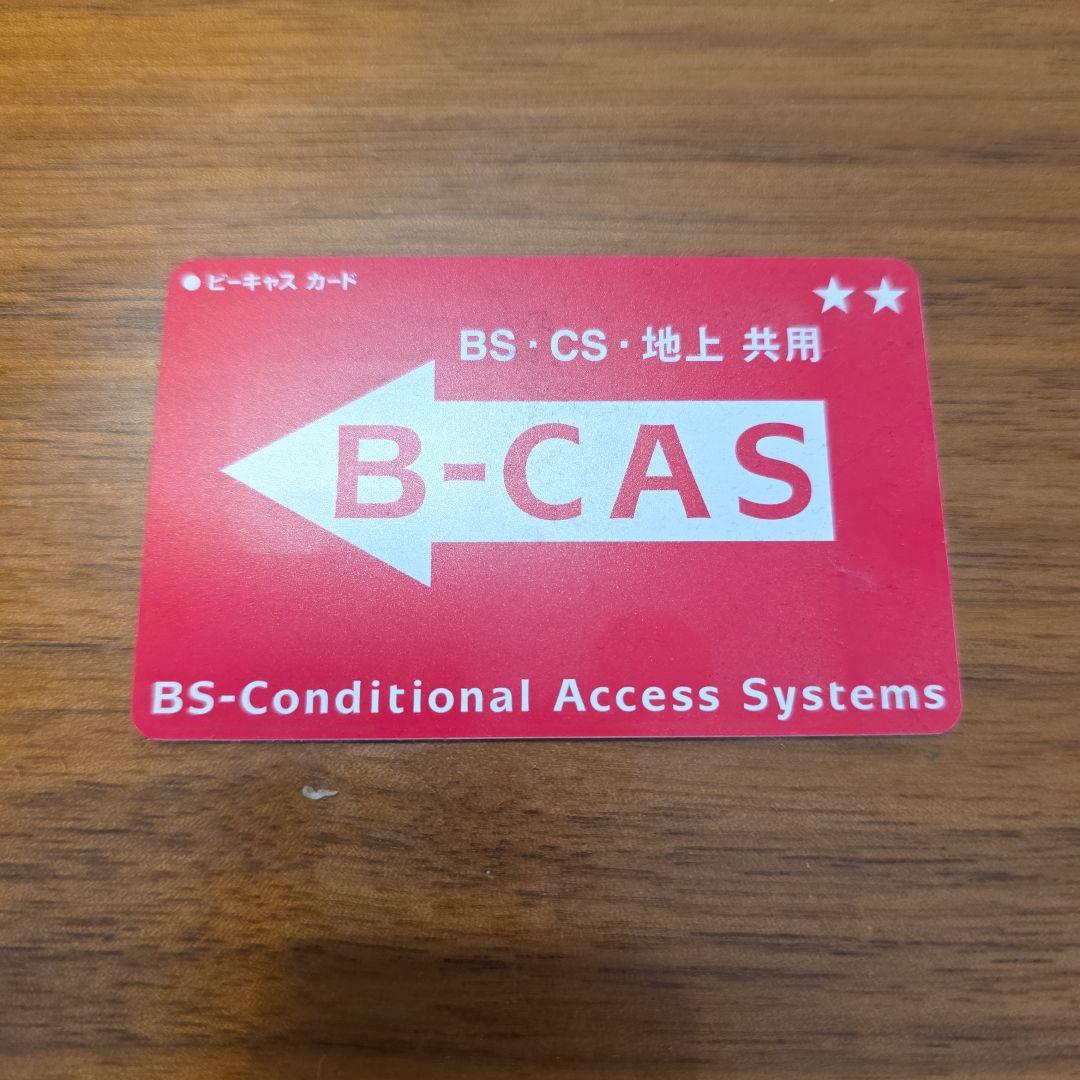 ビーキャス カード
★★
BS・CS・地上 共用
B-CAS
BS-Conditional Access Systems